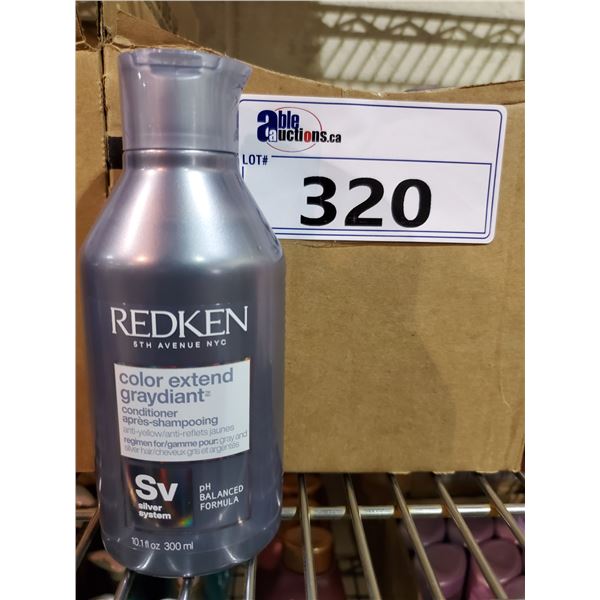 able
auctions.ca
LOT#
320
REDKEN
5TH AVENUE NYC
color extend
graydiant
conditioner
après-shampooing
anti-yellow/anti-reflets jaunes
regimen for/gamme pour: gray and
silver hair/cheveux gris et argentés
Sv
silver
system
pH
BALANCED
FORMULA
10.1 fl oz 300 ml